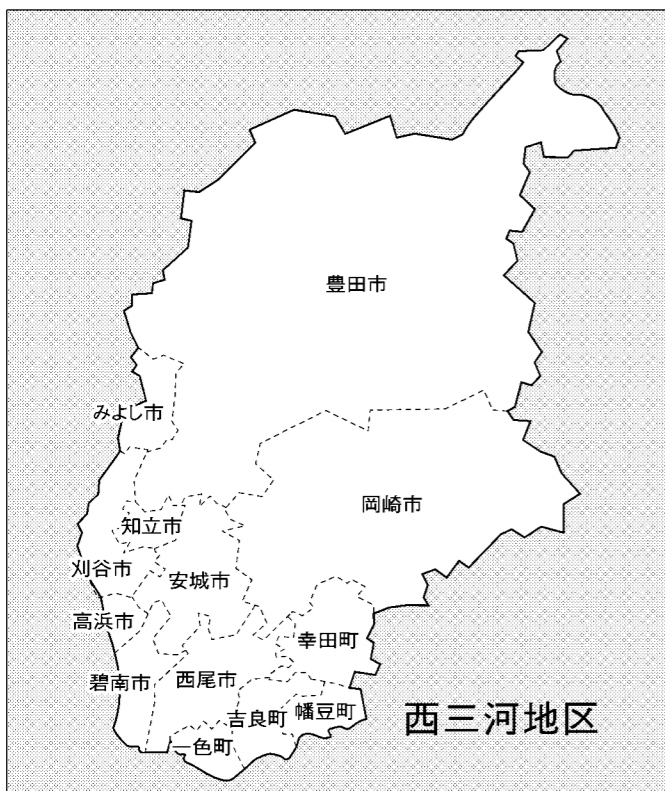 豊田市
みよし市
岡崎市
知立市
刈谷市
安城市
高浜市
幸田町
碧南市
西尾市
吉良町
幡豆町
一色町
西三河地区